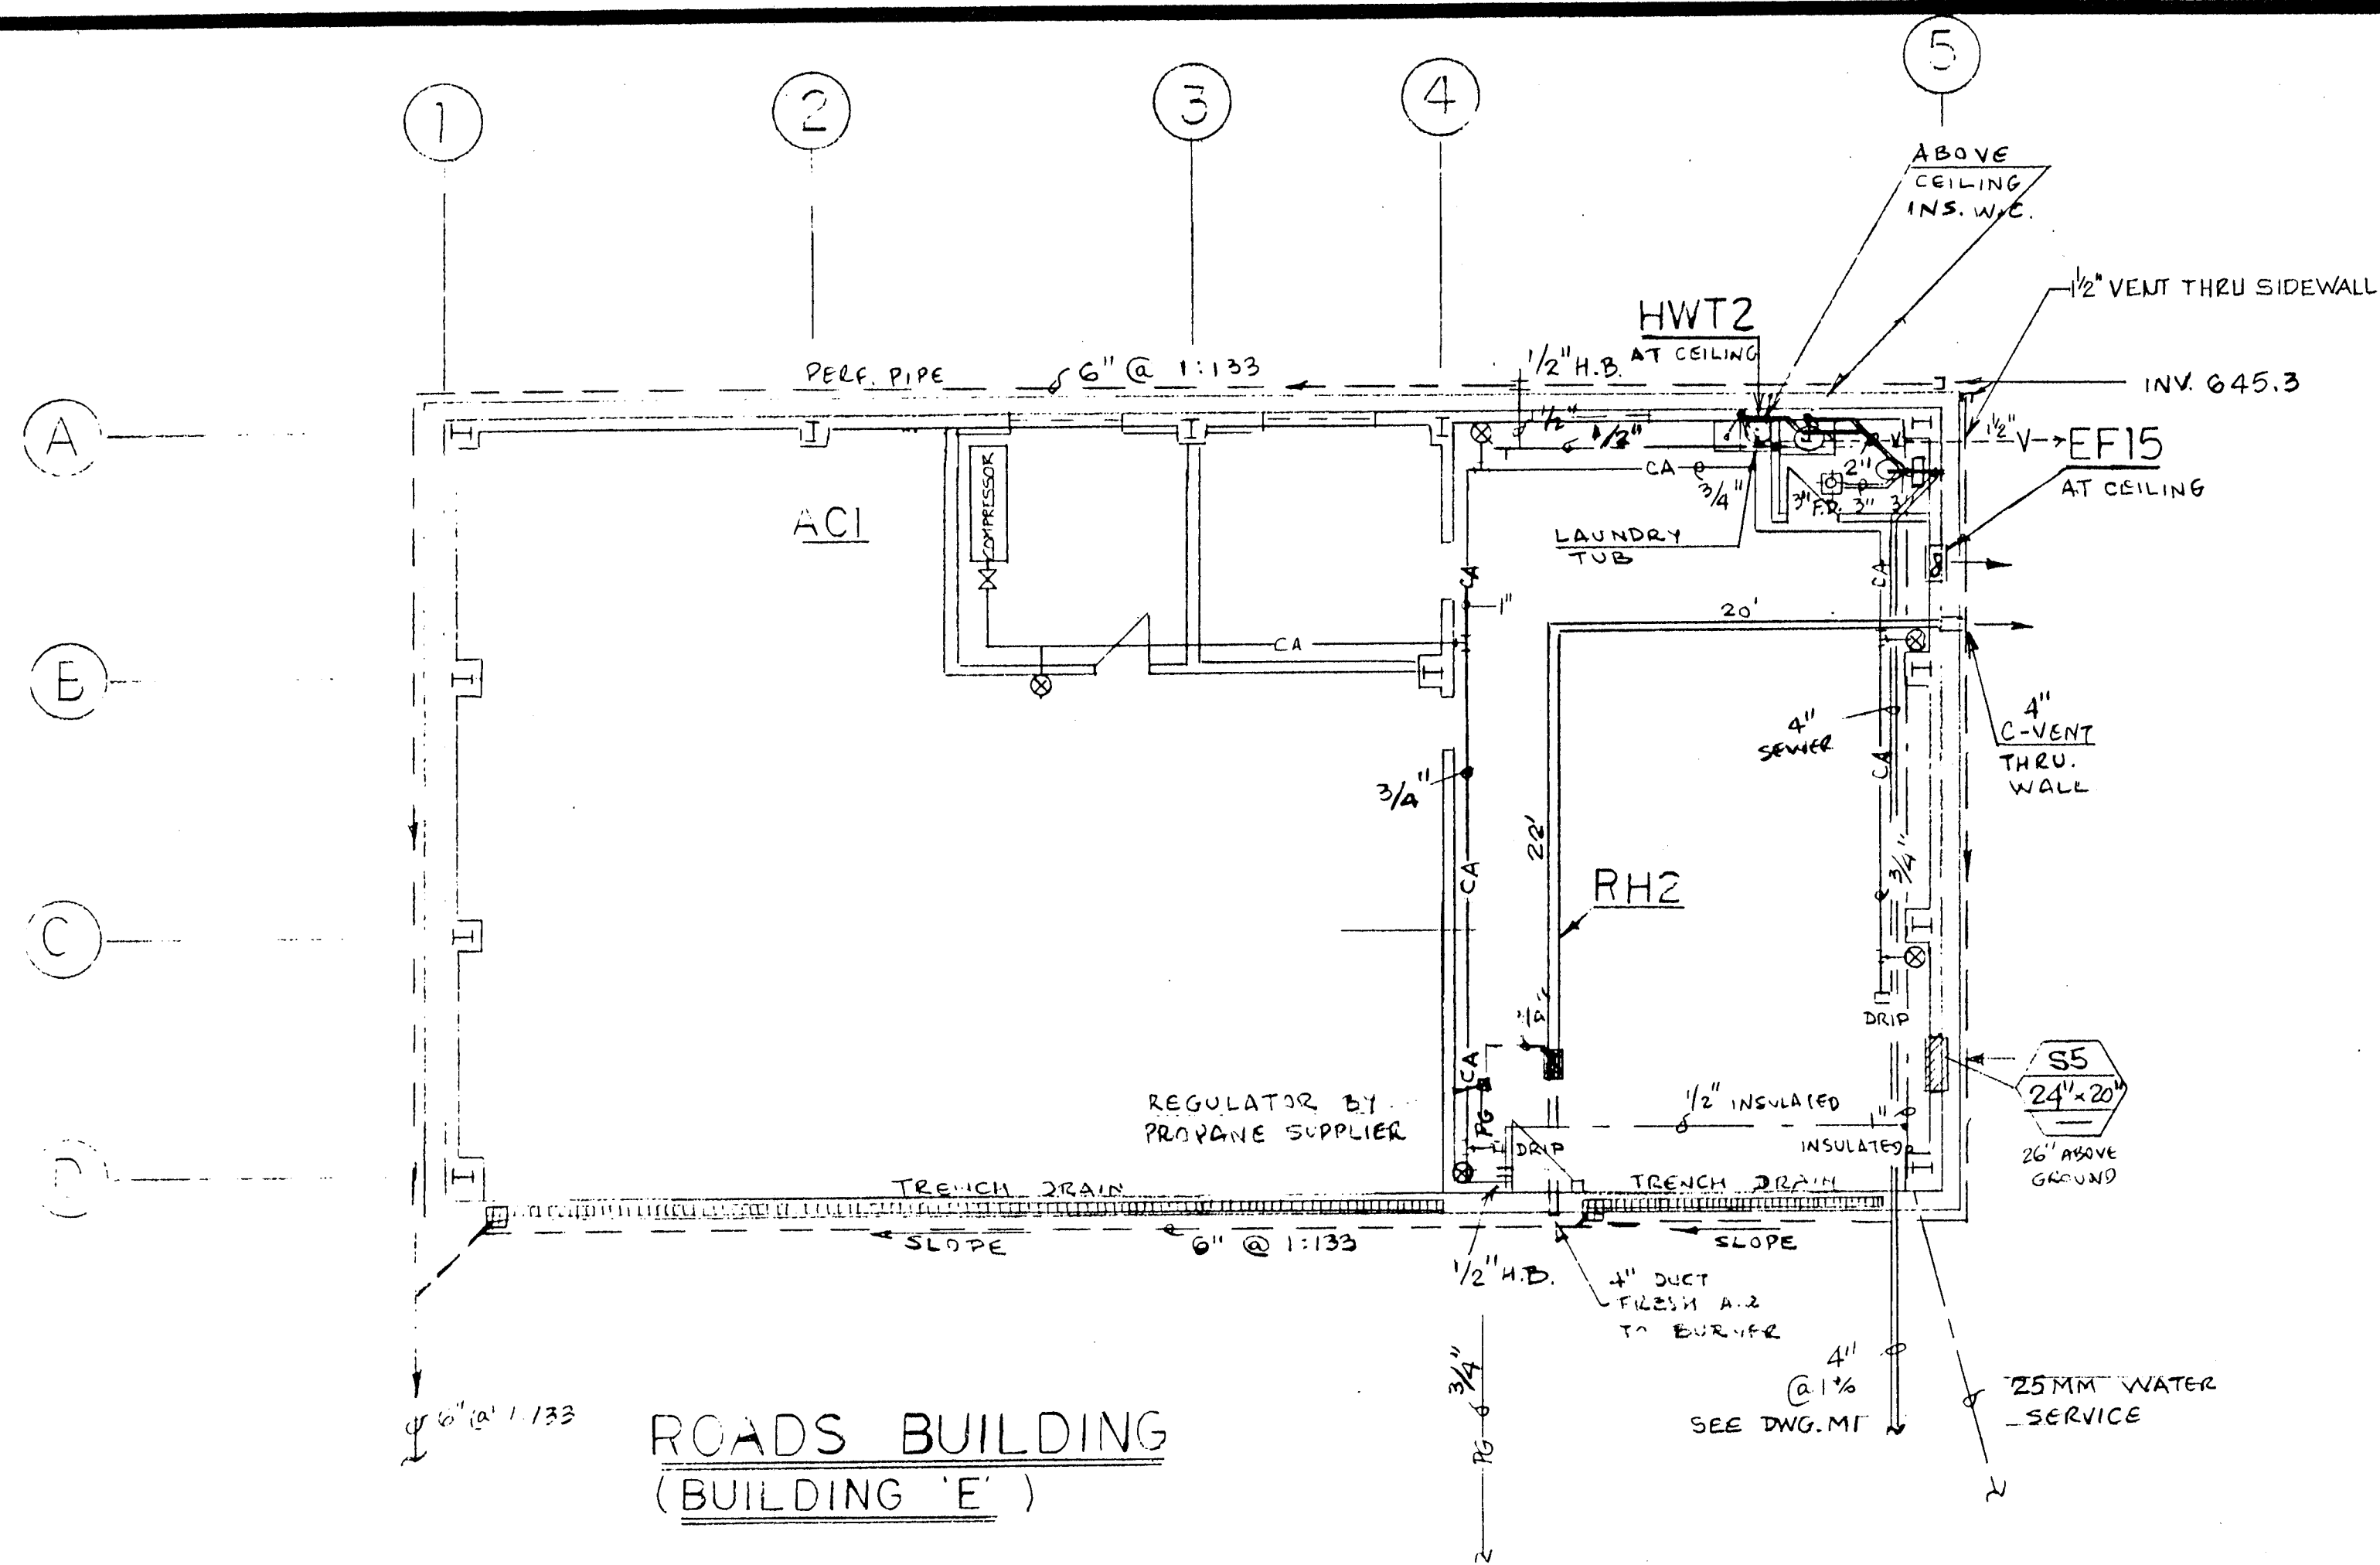 1
2
3
4
5
ABOVE
CEILING
INS. W.C.
1½" VENT THRU SIDEWALL
HWT2
AT CEILING
1/2" H.B.
PERF. PIPE
6" @ 1:133
INV. 645.3
A
1/2"
1/2"
1½"
V
V
EF15
AT CEILING
CA
3/4"
2"
3"
F.D.
3"
3"
COMPRESSOR
AC1
LAUNDRY
TUB
CA
CA
1"
20'
CA
B
4"
SEWER
CA
4"
C-VENT
THRU.
WALL
3/4"
22'
CA
3/4"
RH2
C
DRIP
CA
S5
24"x20"
26" ABOVE
GROUND
REGULATOR BY
PROPANE SUPPLIER
PG
1"
DRIP
1/2" INSULATED
1"
INSULATED
D
TRENCH DRAIN
TRENCH DRAIN
SLOPE
6" @ 1:133
SLOPE
1/2" H.B.
4" DUCT
FRESH AIR
TO BURNER
3/4"
PG
4"
@ 1%
SEE DWG. M1
25MM WATER
SERVICE
6" @ 1:133
ROADS BUILDING
(BUILDING 'E')